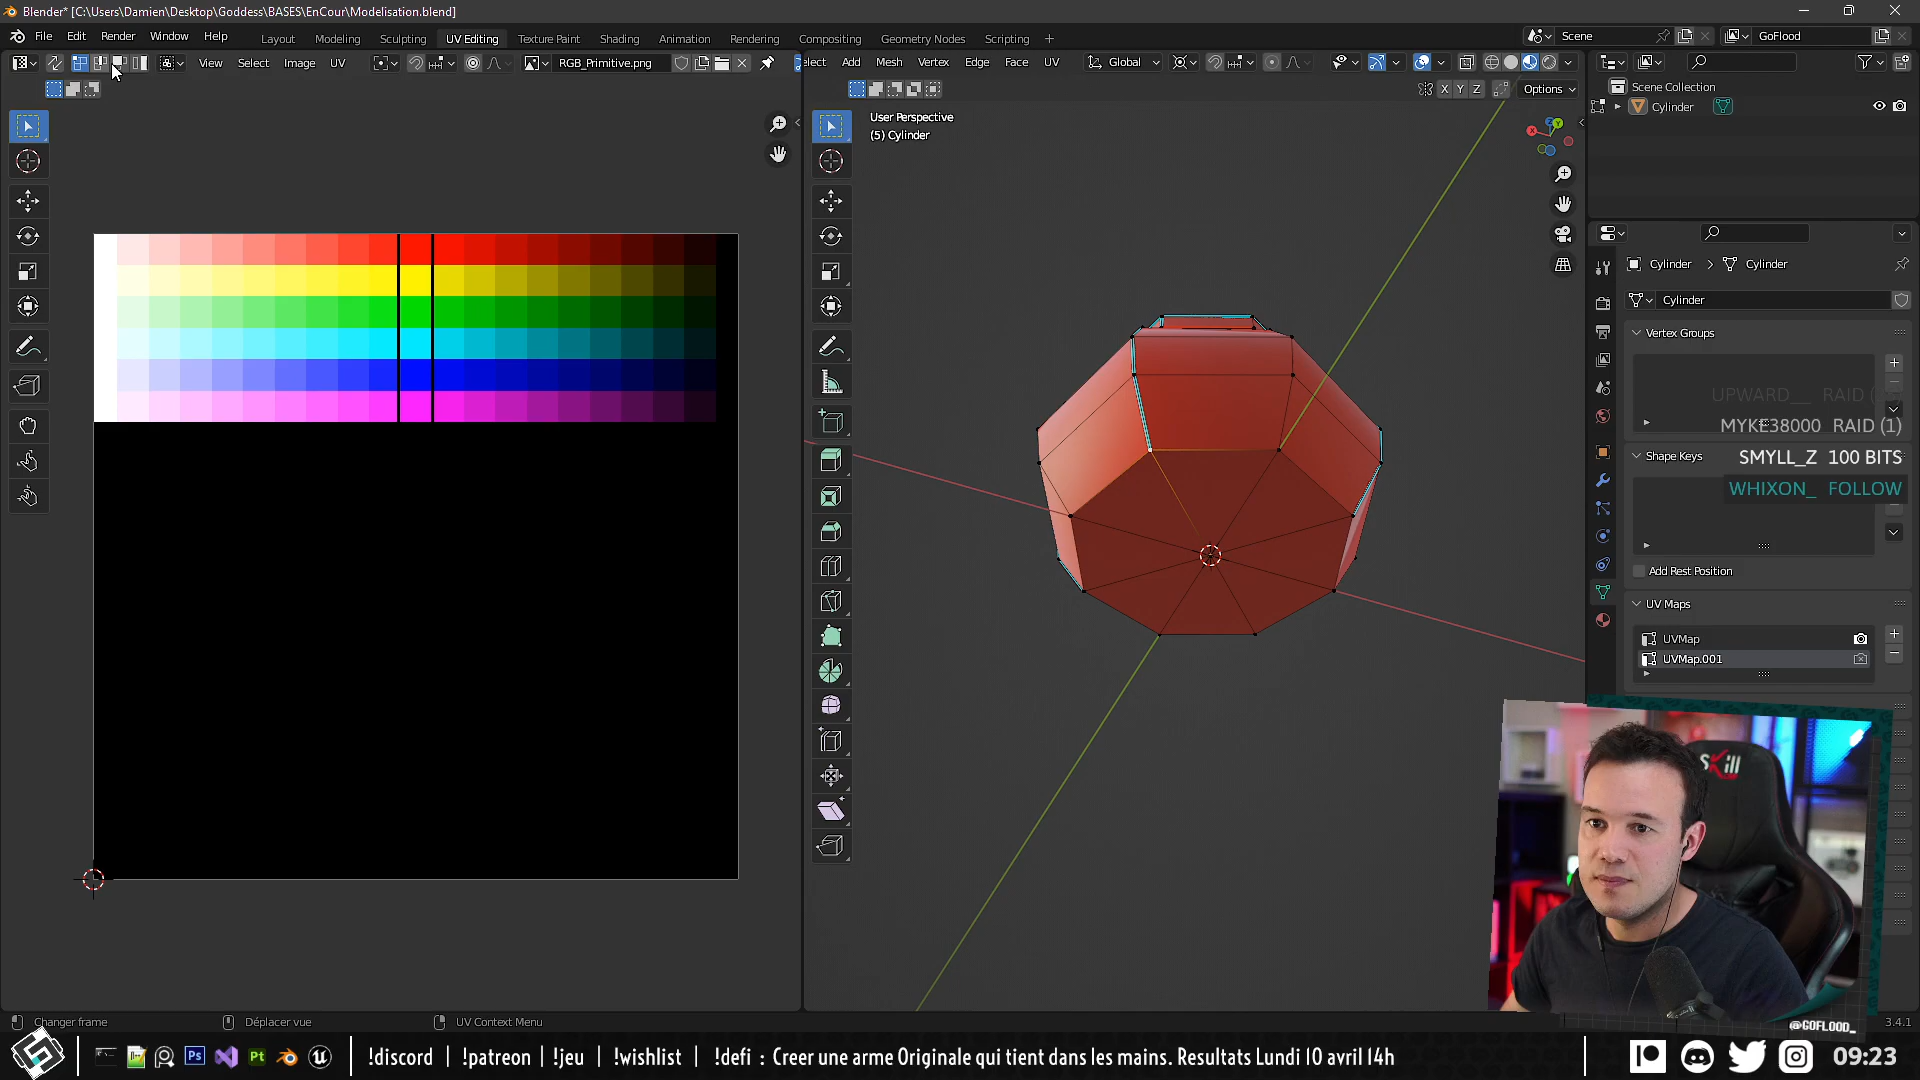 Blender* [C:\Users\Damien\Desktop\Goddess\BASES\EnCour\Modelisation.blend]
File Edit Render Window Help
Layout Modeling Sculpting UV Editing Texture Paint Shading Animation Rendering Compositing Geometry Nodes Scripting +
Scene
GoFlood
View Select Image UV
RGB_Primitive.png
elect Add Mesh Vertex Edge Face UV
Global
X Y Z
Options
User Perspective
(5) Cylinder
Scene Collection
Cylinder
Cylinder > Cylinder
Cylinder
Vertex Groups
UPWARD__ RAID
MYKE38000 RAID (1)
Shape Keys
SMYLL_Z 100 BITS
WHIXON_ FOLLOW
Add Rest Position
UV Maps
UVMap
UVMap.001
SKill
@GOFLOOD_
Changer frame
Déplacer vue
UV Context Menu
3.4.1
Ps
Pt
!discord | !patreon | !jeu | !wishlist | !defi : Creer une arme Originale qui tient dans les mains. Resultats Lundi 10 avril 14h
09:23